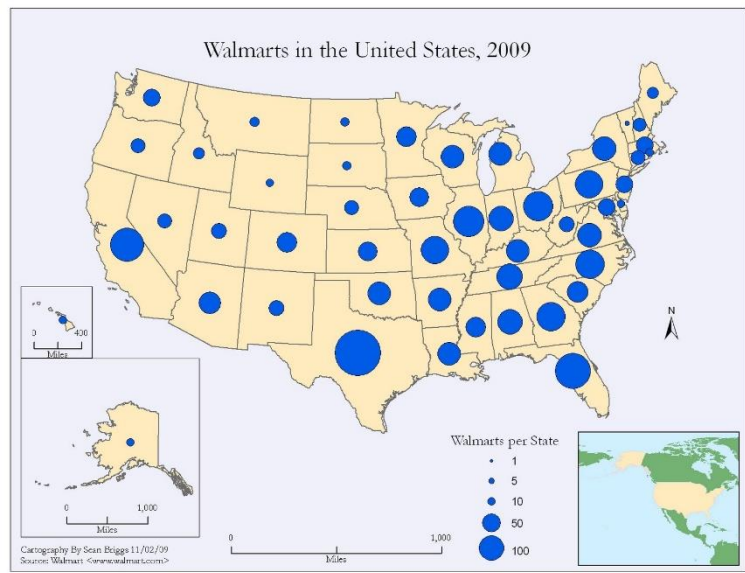 Walmarts in the United States, 2009
N
0 400
Miles
Walmarts per State
1
5
10
50
100
0 1,000
Miles
Cartography By Sean Briggs 11/02/09
Source: Walmart <www.walmart.com>
0 1,000
Miles